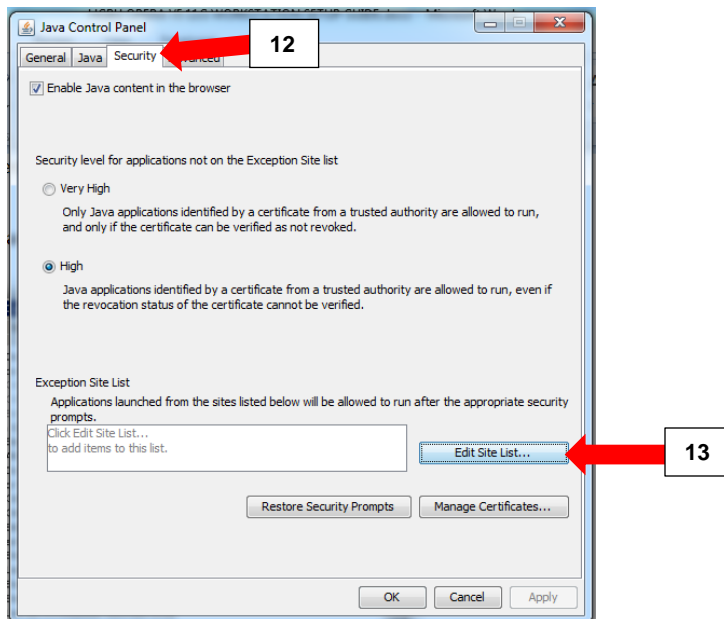 Java Control Panel
12
General Java Security
Enable Java content in the browser
Security level for applications not on the Exception Site list
Very High
Only Java applications identified by a certificate from a trusted authority are allowed to run,
and only if the certificate can be verified as not revoked.
High
Java applications identified by a certificate from a trusted authority are allowed to run, even if
the revocation status of the certificate cannot be verified.
Exception Site List
Applications launched from the sites listed below will be allowed to run after the appropriate security
prompts.
Click Edit Site List...
to add items to this list.
Edit Site List...
13
Restore Security Prompts Manage Certificates...
OK Cancel Apply